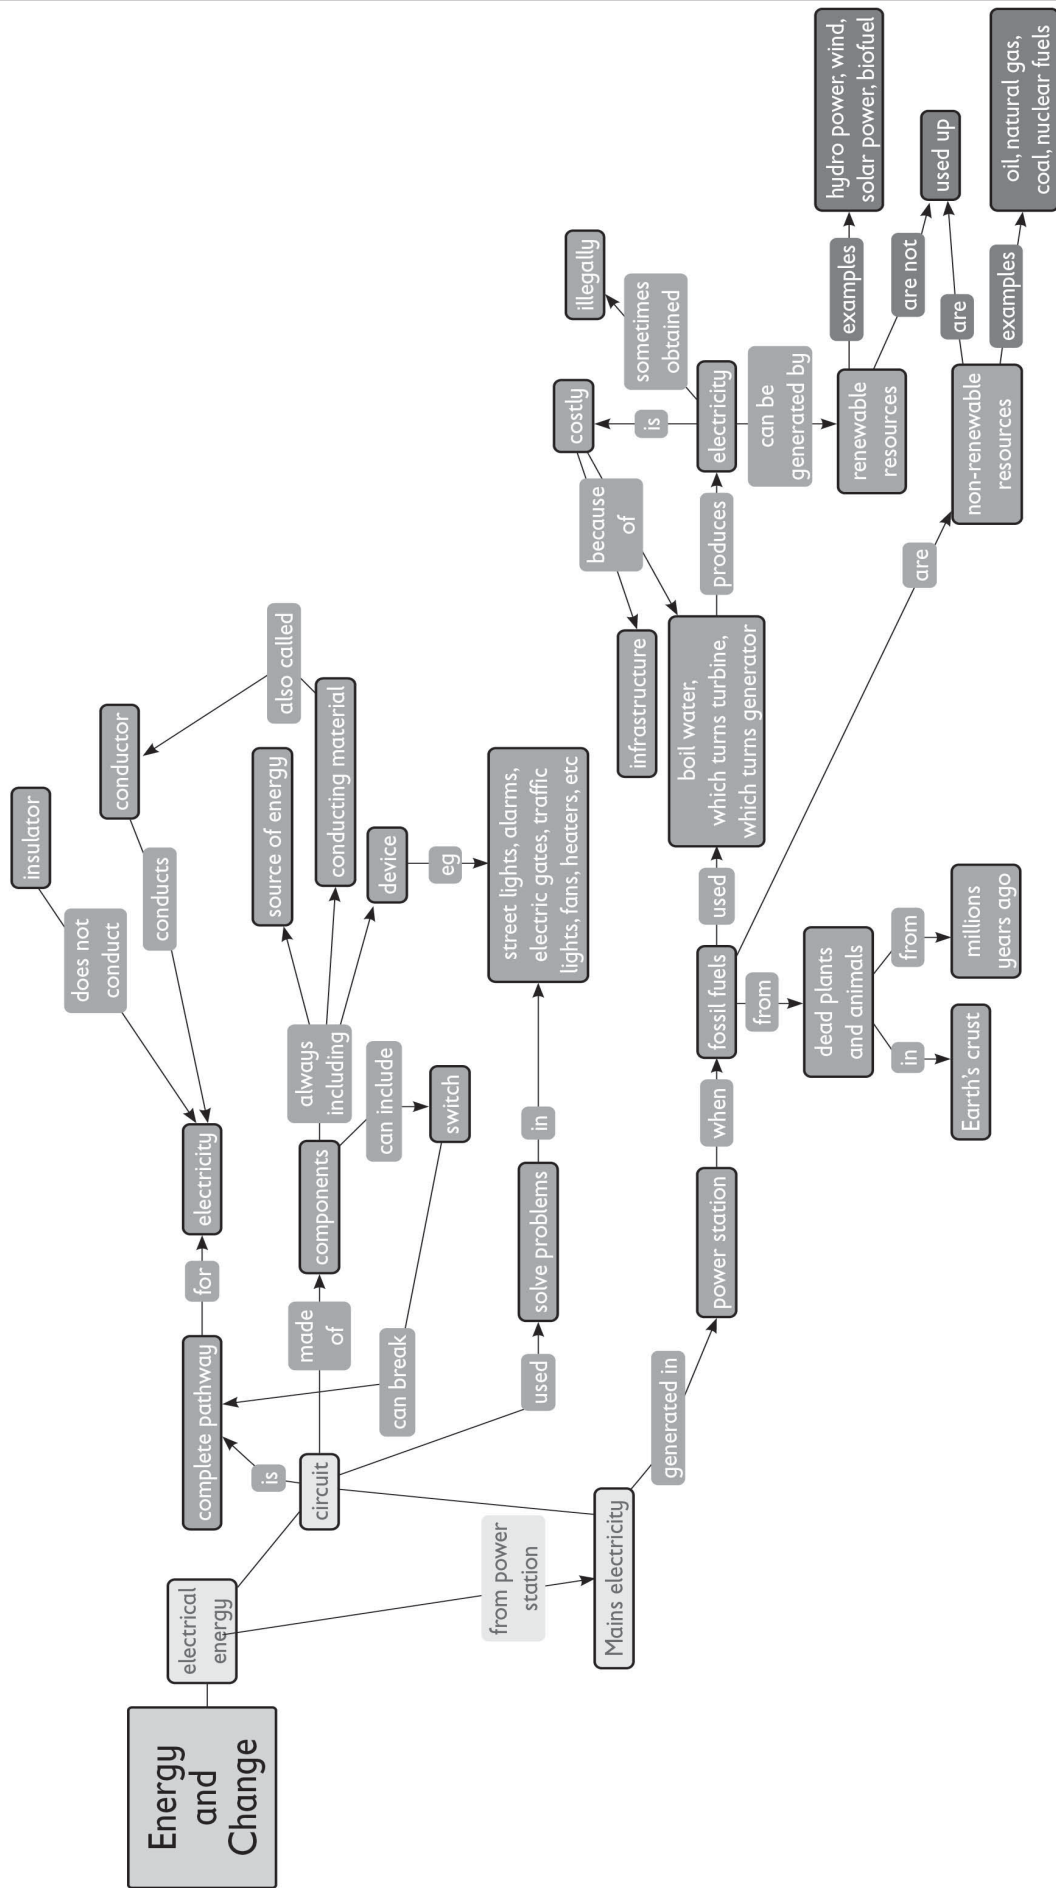 Energy
and
Change
electrical
energy
from power
station
Mains electricity
circuit
is
complete pathway
for
electricity
does not
conduct
insulator
conducts
conductor
also called
made
of
components
always
including
source of energy
conducting material
device
eg
street lights, alarms,
electric gates, traffic
lights, fans, heaters, etc
can include
switch
can break
used
solve problems
in
generated in
power station
when
fossil fuels
used
boil water,
which turns turbine,
which turns generator
produces
electricity
is
costly
because
of
infrastructure
sometimes
obtained
illegally
can be
generated by
renewable
resources
examples
hydro power, wind,
solar power, biofuel
are not
used up
are
non-renewable
resources
examples
oil, natural gas,
coal, nuclear fuels
are
from
dead plants
and animals
in
Earth's crust
from
millions
years ago